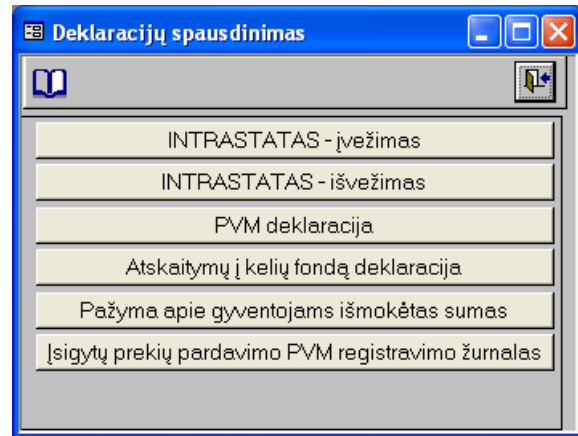 Deklaracijų spausdinimas
INTRASTATAS - įvežimas
INTRASTATAS - išvežimas
PVM deklaracija
Atskaitymų į kelių fondą deklaracija
Pažyma apie gyventojams išmokėtas sumas
Įsigytų prekių pardavimo PVM registravimo žurnalas